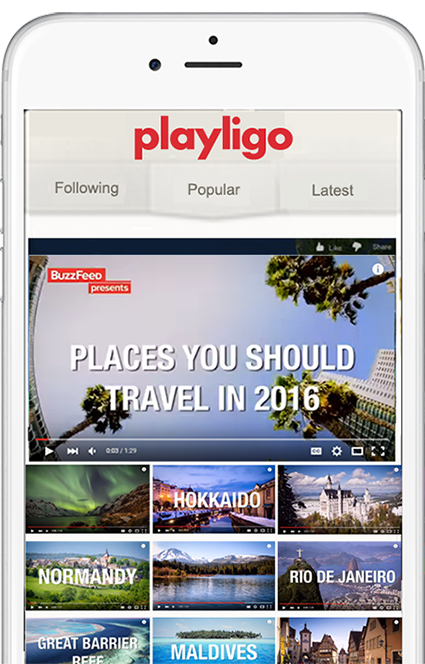 playligo
Following Popular Latest
Like Share
BuzzFeed
presents
PLACES YOU SHOULD
TRAVEL IN 2016
0:03 / 1:29
CC
HOKKAIDO
NORMANDY
RIO DE JANEIRO
GREAT BARRIER
REEF
MALDIVES